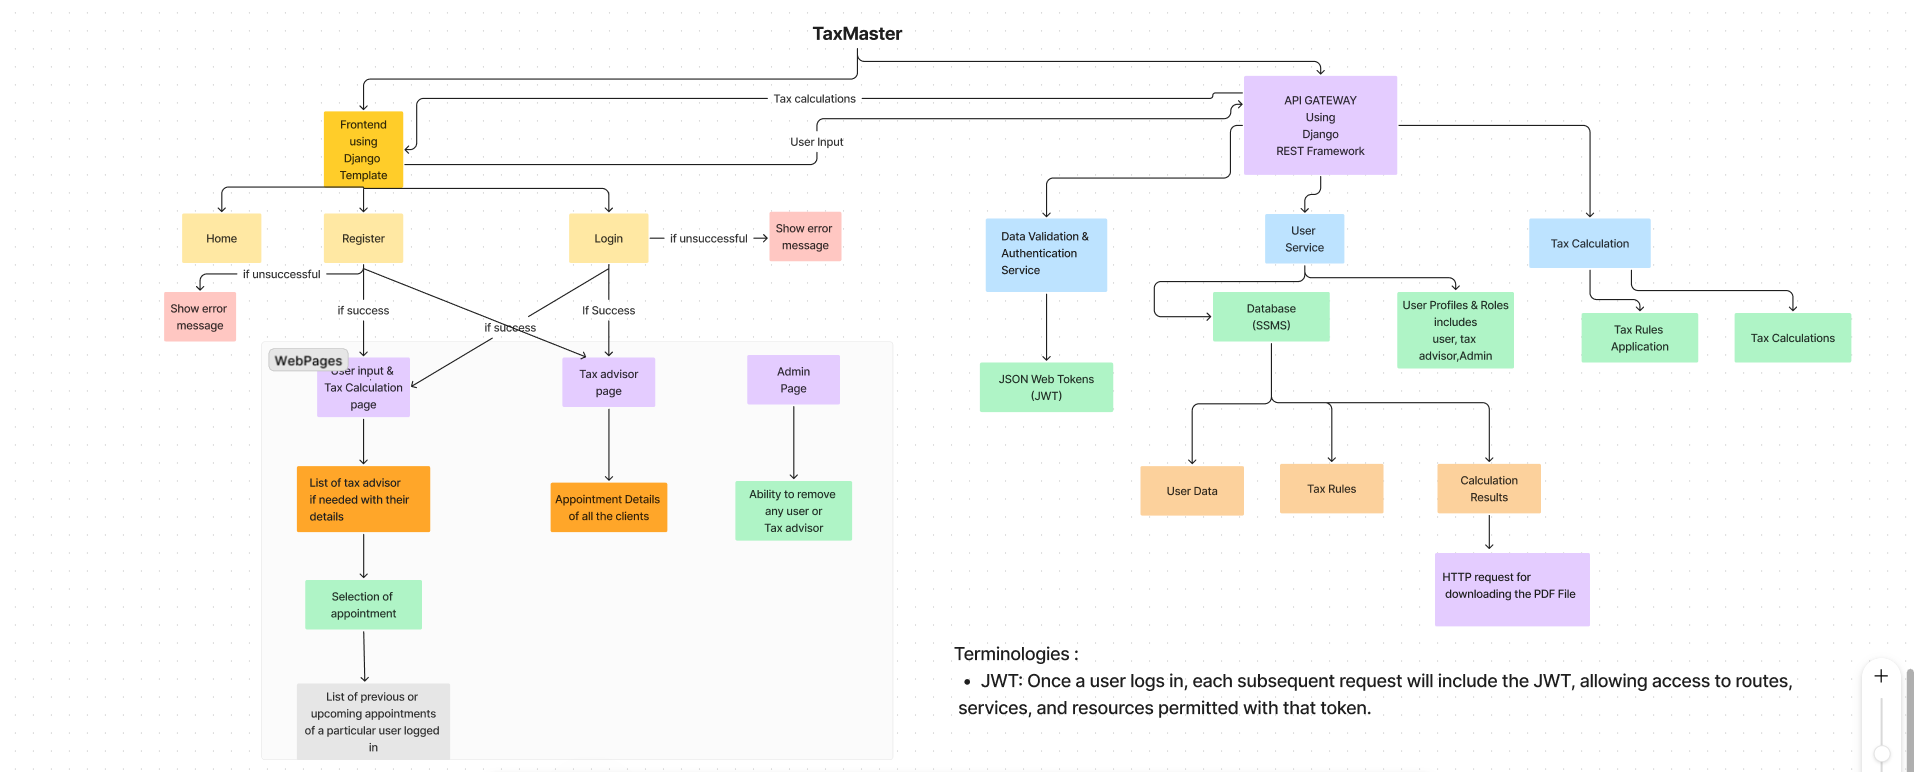 TaxMaster
Tax calculations
User Input
Frontend
using
Django
Template
API GATEWAY
Using
Django
REST Framework
Home
Register
Login
if unsuccessful
Show error
message
if unsuccessful
Show error
message
if success
if success
If Success
WebPages
User input &
Tax Calculation
page
Tax advisor
page
Admin
Page
List of tax advisor
if needed with their
details
Appointment Details
of all the clients
Ability to remove
any user or
Tax advisor
Selection of
appointment
List of previous or
upcoming appointments
of a particular user logged
in
Data Validation &
Authentication
Service
User
Service
Tax Calculation
JSON Web Tokens
(JWT)
Database
(SSMS)
User Profiles & Roles
includes
user, tax
advisor,Admin
Tax Rules
Application
Tax Calculations
User Data
Tax Rules
Calculation
Results
HTTP request for
downloading the PDF File
Terminologies :
• JWT: Once a user logs in, each subsequent request will include the JWT, allowing access to routes,
services, and resources permitted with that token.